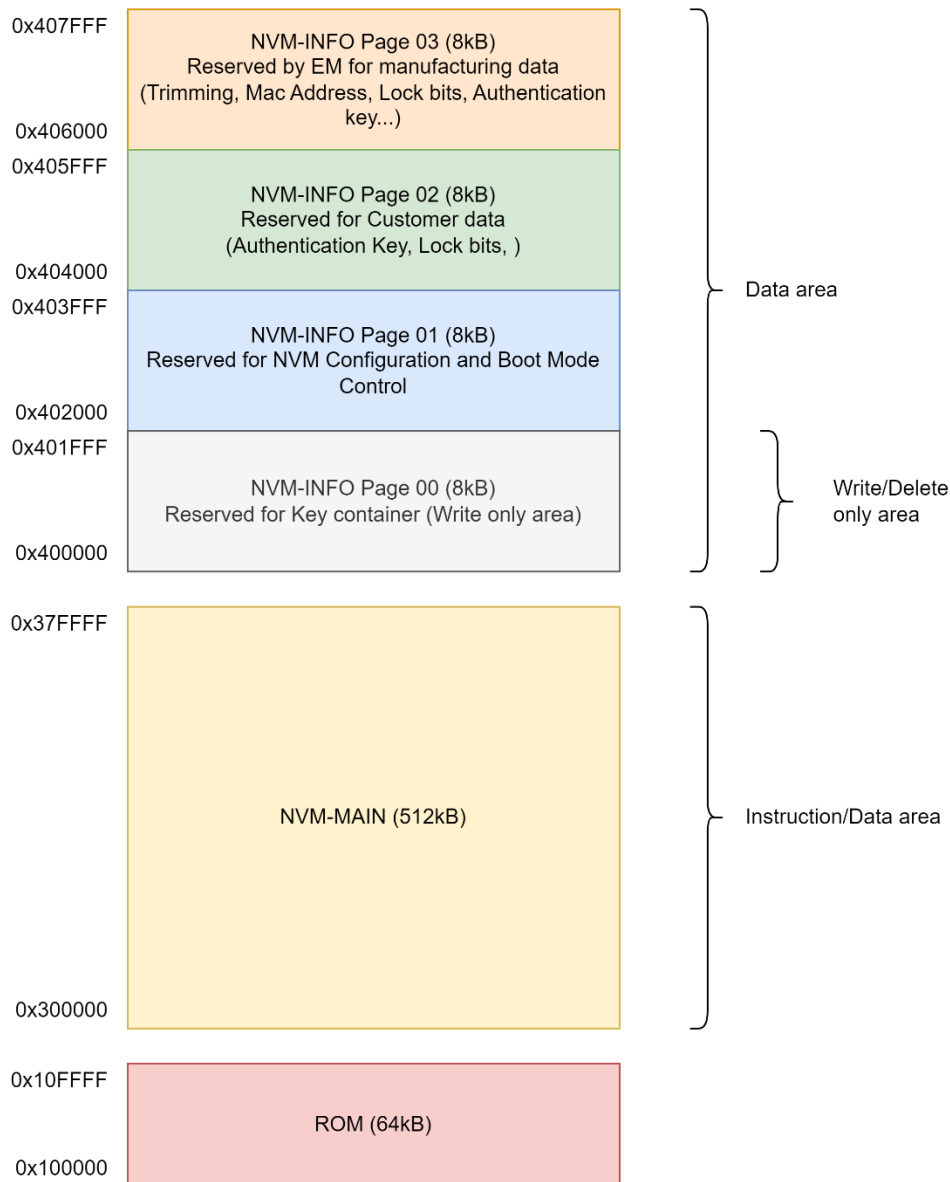 0x407FFF
NVM-INFO Page 03 (8kB)
Reserved by EM for manufacturing data
(Trimming, Mac Address, Lock bits, Authentication
key...)
0x406000
0x405FFF
NVM-INFO Page 02 (8kB)
Reserved for Customer data
(Authentication Key, Lock bits, )
0x404000
Data area
0x403FFF
NVM-INFO Page 01 (8kB)
Reserved for NVM Configuration and Boot Mode
Control
0x402000
0x401FFF
NVM-INFO Page 00 (8kB)
Reserved for Key container (Write only area)
Write/Delete
only area
0x400000
0x37FFFF
NVM-MAIN (512kB)
Instruction/Data area
0x300000
0x10FFFF
ROM (64kB)
0x100000